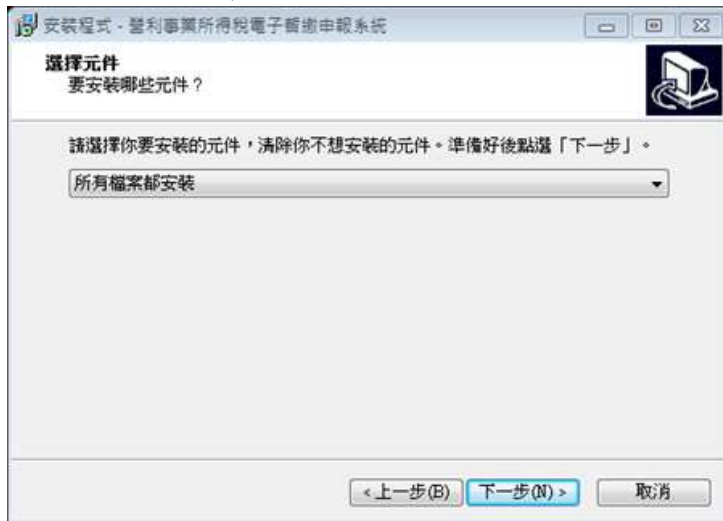 安裝程式 - 營利事業所得稅電子暫繳申報系統
選擇元件
要安裝哪些元件？
請選擇你要安裝的元件，清除你不想安裝的元件。準備好後點選「下一步」。
所有檔案都安裝
<上一步(B) 下一步(N)> 取消